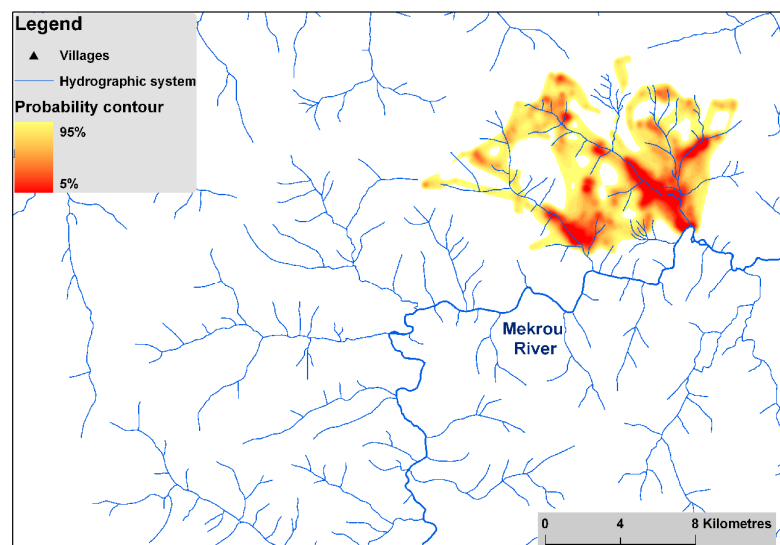 Legend
Villages
Hydrographic system
Probability contour
95%
5%
Mekrou
River
0 4 8 Kilometres